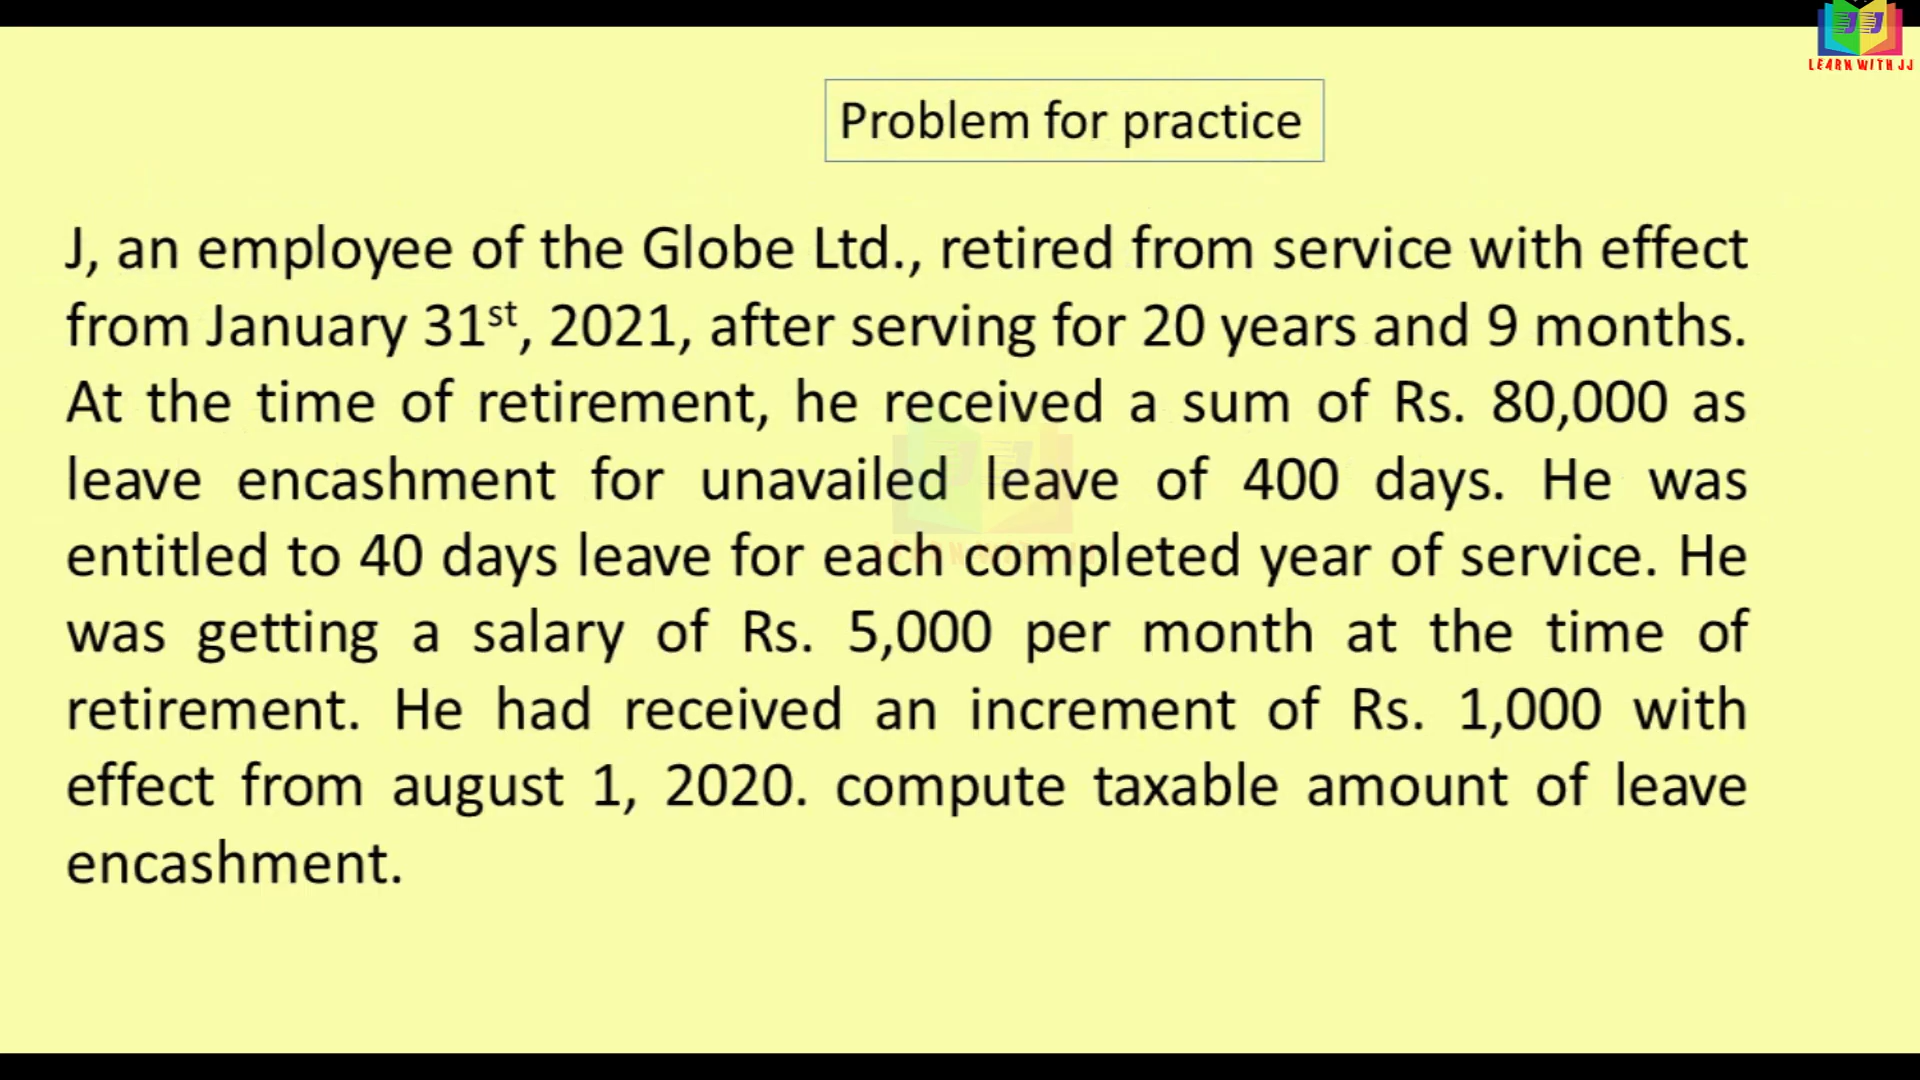 LEARN WITH JJ
Problem for practice
J, an employee of the Globe Ltd., retired from service with effect
from January 31st, 2021, after serving for 20 years and 9 months.
At the time of retirement, he received a sum of Rs. 80,000 as
leave encashment for unavailed leave of 400 days. He was
entitled to 40 days leave for each completed year of service. He
was getting a salary of Rs. 5,000 per month at the time of
retirement. He had received an increment of Rs. 1,000 with
effect from august 1, 2020. compute taxable amount of leave
encashment.